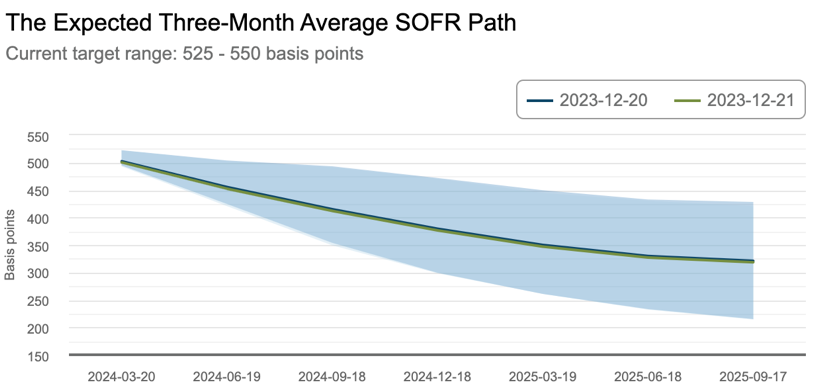 The Expected Three-Month Average SOFR Path
Current target range: 525 - 550 basis points
2023-12-20 2023-12-21
550
500
450
400
350
300
250
200
150
Basis points
2024-03-20 2024-06-19 2024-09-18 2024-12-18 2025-03-19 2025-06-18 2025-09-17